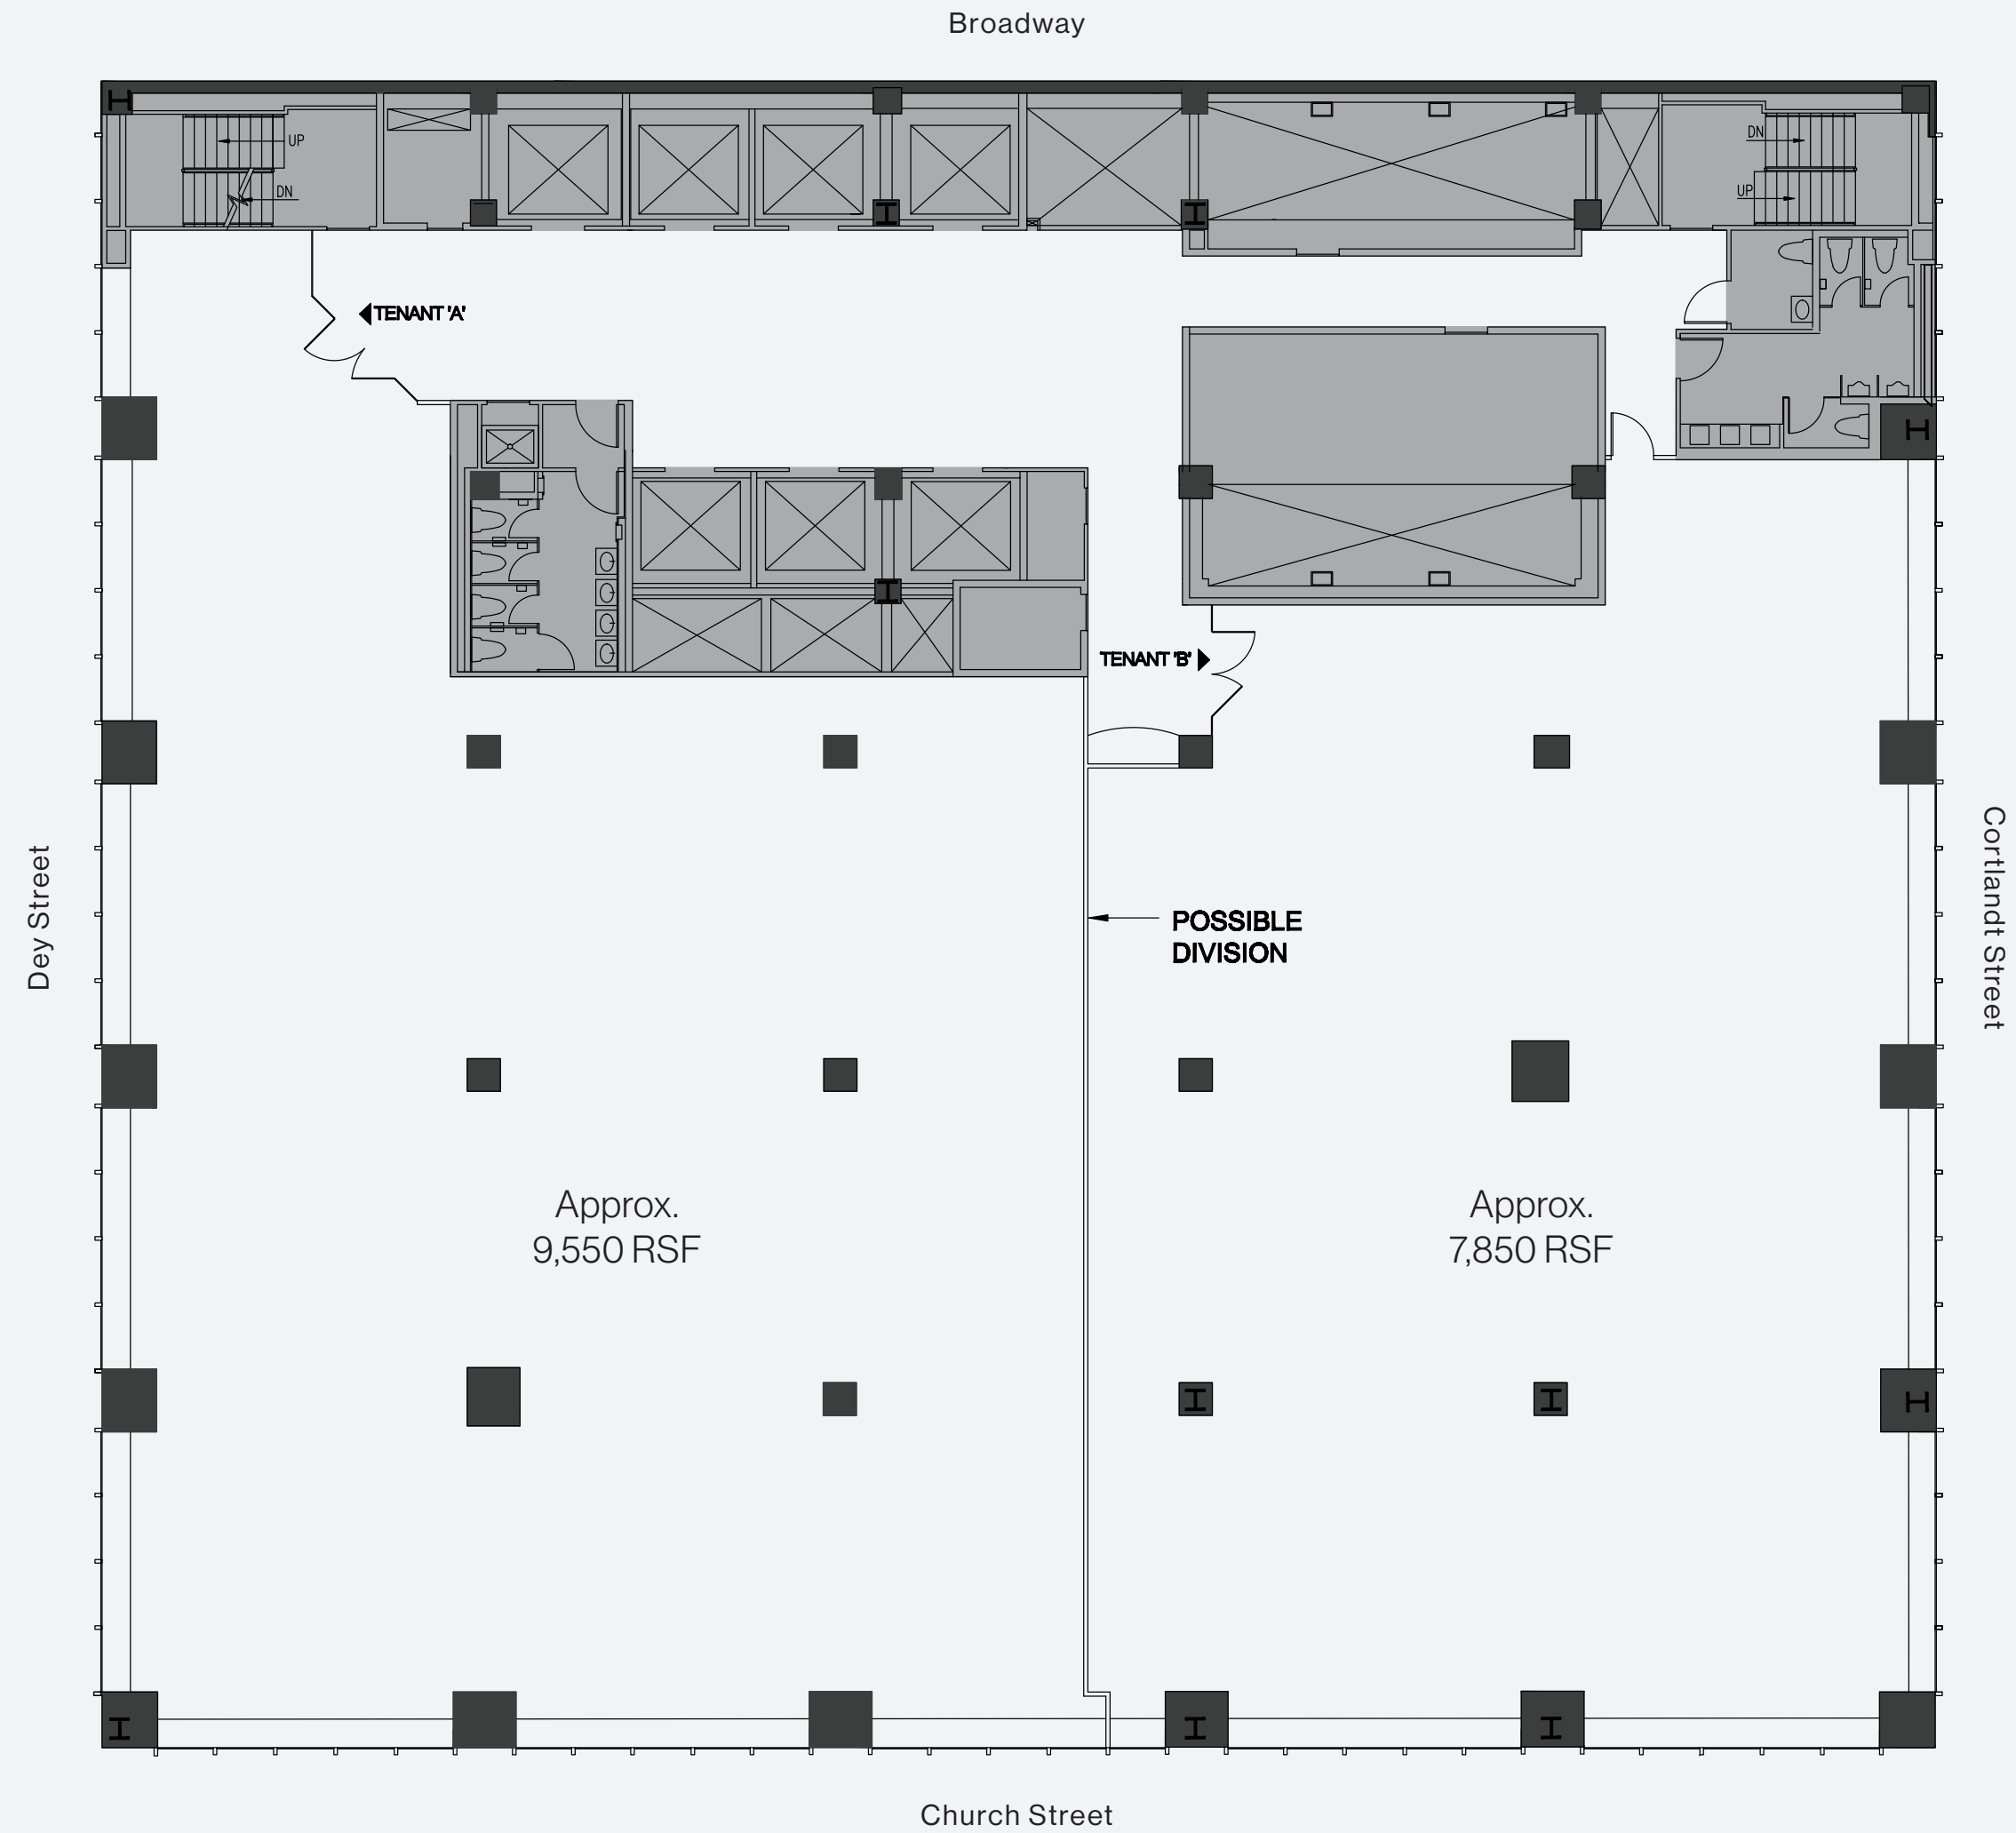 Broadway
UP
DN
DN
UP
TENANT 'A'
TENANT 'B'
POSSIBLE
DIVISION
Dey Street
Cortlandt Street
Approx.
9,550 RSF
Approx.
7,850 RSF
Church Street